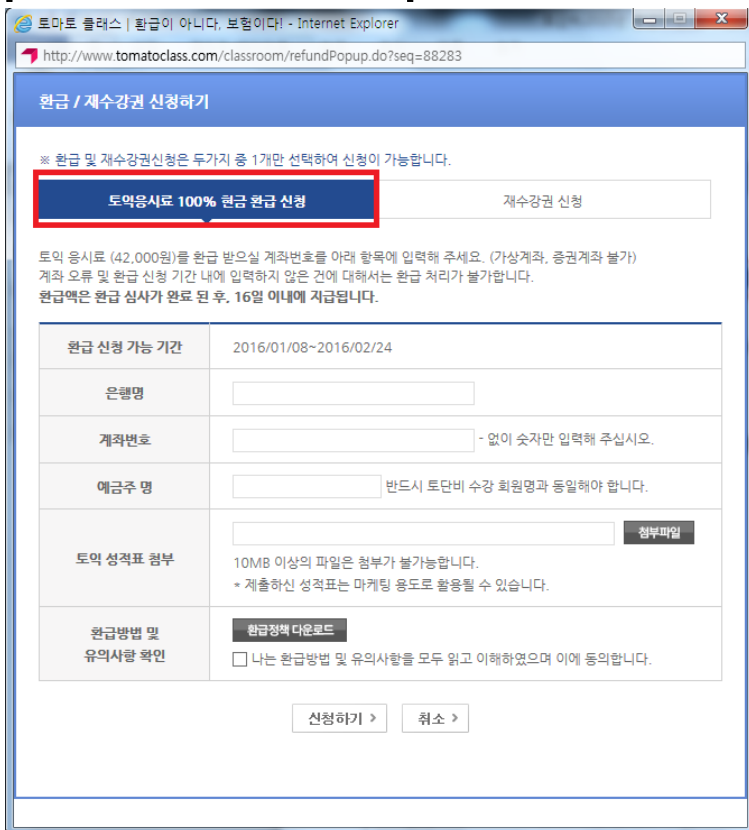 토마토 클래스 | 환급이 아니다, 보험이다! - Internet Explorer
http://www.tomatoclass.com/classroom/refundPopup.do?seq=88283
환급 / 재수강권 신청하기
※ 환급 및 재수강권신청은 두가지 중 1개만 선택하여 신청이 가능합니다.
토익응시료 100% 현금 환급 신청
재수강권 신청
토익 응시료 (42,000원)를 환급 받으실 계좌번호를 아래 항목에 입력해 주세요. (가상계좌, 증권계좌 불가)
계좌 오류 및 환급 신청 기간 내에 입력하지 않은 건에 대해서는 환급 처리가 불가합니다.
환급액은 환급 심사가 완료 된 후, 16일 이내에 지급됩니다.
환급 신청 가능 기간 2016/01/08~2016/02/24
은행명
계좌번호 - 없이 숫자만 입력해 주십시오.
예금주 명 반드시 토단비 수강 회원명과 동일해야 합니다.
첨부파일
토익 성적표 첨부
10MB 이상의 파일은 첨부가 불가능합니다.
* 제출하신 성적표는 마케팅 용도로 활용될 수 있습니다.
환급방법 및
유의사항 확인
환급정책 다운로드
나는 환급방법 및 유의사항을 모두 읽고 이해하였으며 이에 동의합니다.
신청하기 > 취소 >